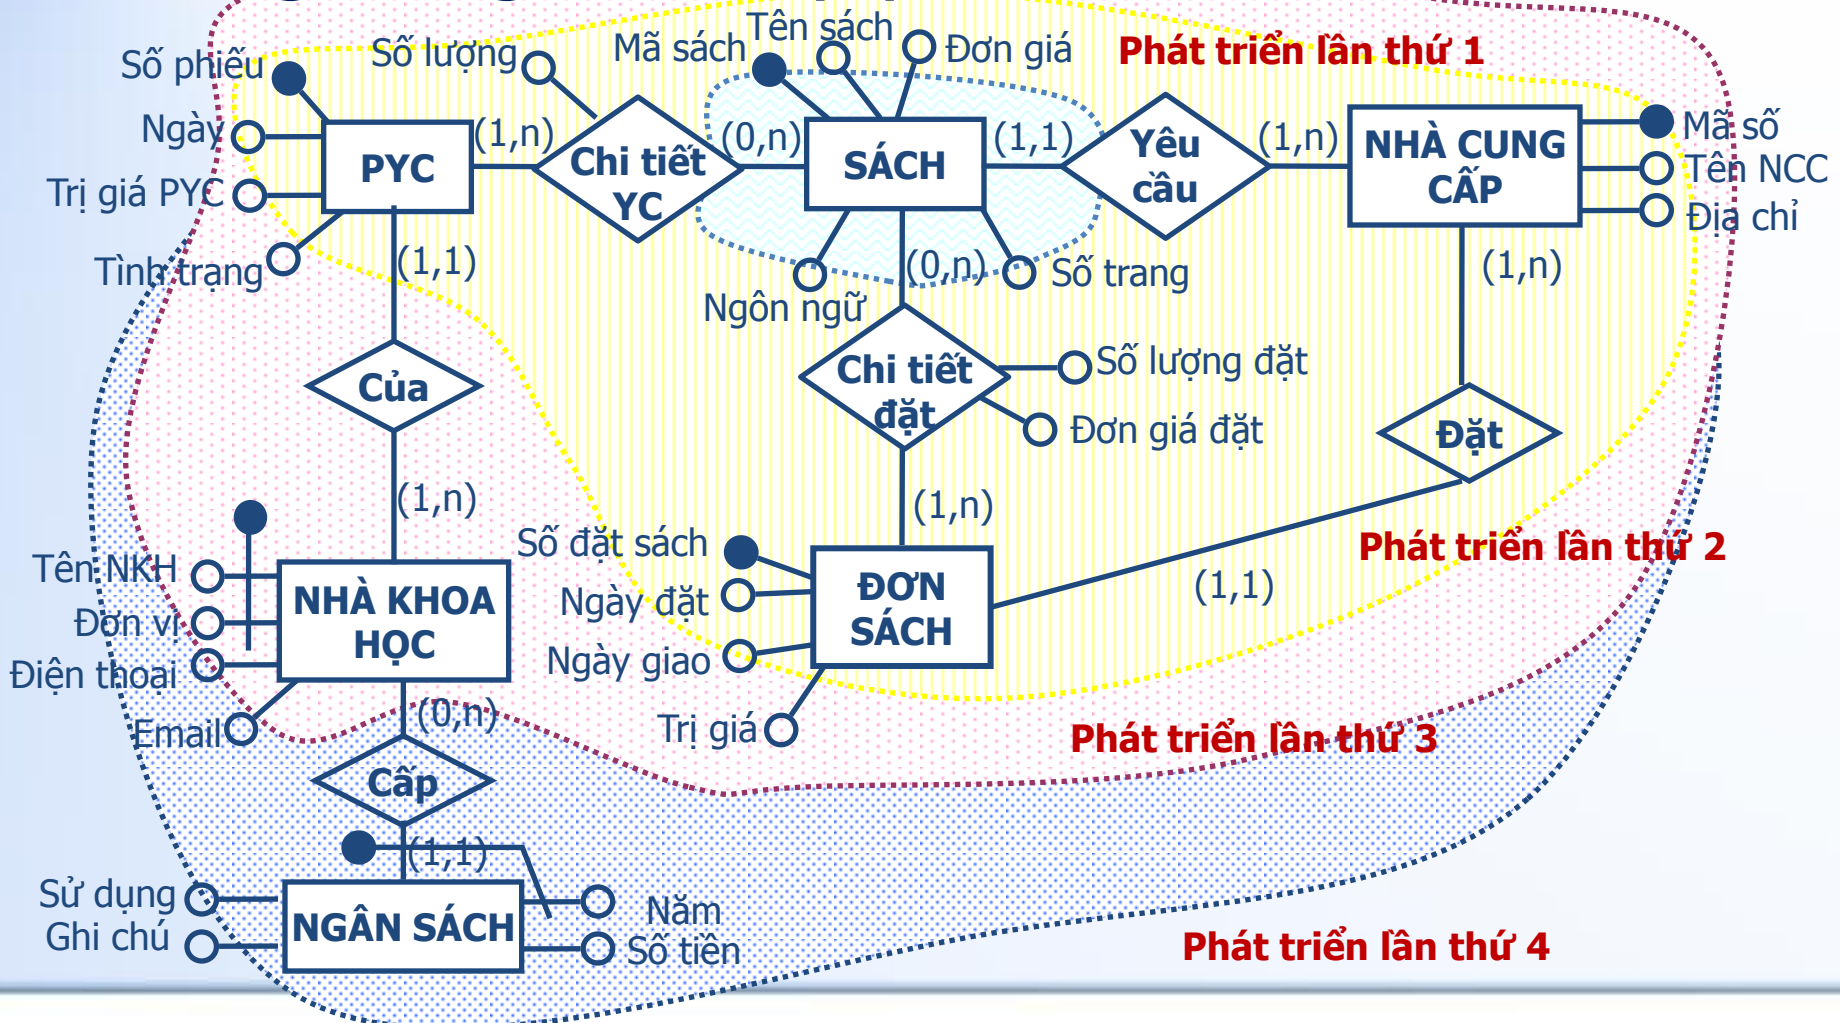 Tên sách
Số lượng
Mã sách
Đơn giá
Phát triển lần thứ 1
Số phiếu
Ngày
(1,n)
(0,n)
(1,1)
(1,n)
Mã số
PYC
Chi tiết
YC
SÁCH
Yêu
cầu
NHÀ CUNG
CẤP
Tên NCC
Trị giá PYC
Địa chỉ
Tình trạng
(1,1)
(0,n)
Số trang
(1,n)
Ngôn ngữ
Của
Chi tiết
đặt
Số lượng đặt
Đơn giá đặt
Đặt
(1,n)
(1,n)
Số đặt sách
Phát triển lần thứ 2
Tên NKH
NHÀ KHOA
HỌC
Ngày đặt
ĐƠN
SÁCH
(1,1)
Đơn vị
Điện thoại
Ngày giao
(0,n)
Email
Trị giá
Phát triển lần thứ 3
Cấp
(1,1)
Sử dụng
Ghi chú
NGÂN SÁCH
Năm
Số tiền
Phát triển lần thứ 4